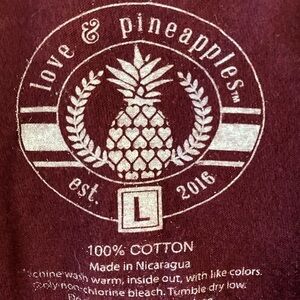 love & pineapples™
est. 2016
L
100% COTTON
Made in Nicaragua
wash warm, inside out, with like colors.
only non-chlorine bleach. Tumble dry low.